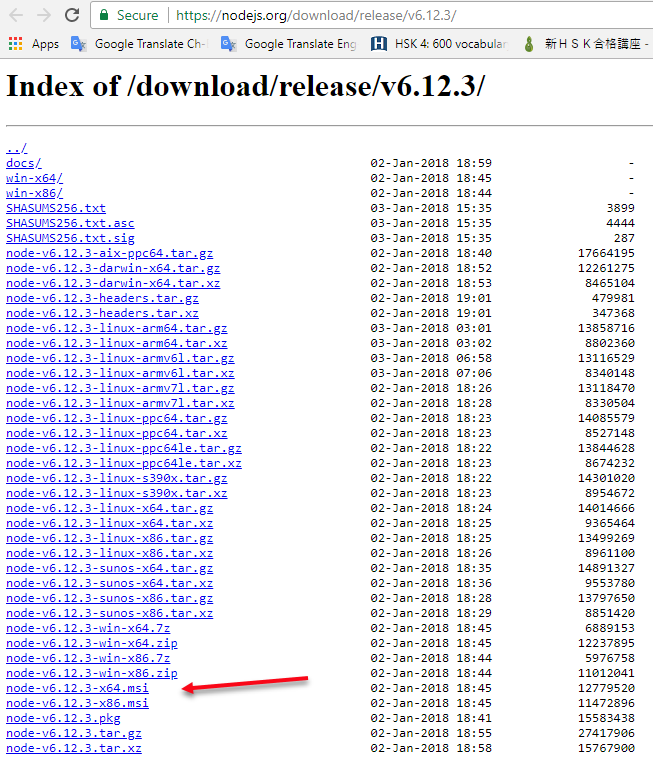 Secure https://nodejs.org/download/release/v6.12.3/
Apps Google Translate Ch- Google Translate Eng HSK 4: 600 vocabular 新ＨＳＫ合格講座 -
Index of /download/release/v6.12.3/
../
docs/ 02-Jan-2018 18:59 -
win-x64/ 02-Jan-2018 18:45 -
win-x86/ 02-Jan-2018 18:44 -
SHASUMS256.txt 03-Jan-2018 15:35 3899
SHASUMS256.txt.asc 03-Jan-2018 15:35 4444
SHASUMS256.txt.sig 03-Jan-2018 15:35 287
node-v6.12.3-aix-ppc64.tar.gz 02-Jan-2018 18:40 17664195
node-v6.12.3-darwin-x64.tar.gz 02-Jan-2018 18:52 12261275
node-v6.12.3-darwin-x64.tar.xz 02-Jan-2018 18:53 8465104
node-v6.12.3-headers.tar.gz 02-Jan-2018 19:01 479981
node-v6.12.3-headers.tar.xz 02-Jan-2018 19:01 347368
node-v6.12.3-linux-arm64.tar.gz 03-Jan-2018 03:01 13858716
node-v6.12.3-linux-arm64.tar.xz 03-Jan-2018 03:02 8802360
node-v6.12.3-linux-armv6l.tar.gz 03-Jan-2018 06:58 13116529
node-v6.12.3-linux-armv6l.tar.xz 03-Jan-2018 07:06 8340148
node-v6.12.3-linux-armv7l.tar.gz 02-Jan-2018 18:26 13118470
node-v6.12.3-linux-armv7l.tar.xz 02-Jan-2018 18:28 8330504
node-v6.12.3-linux-ppc64.tar.gz 02-Jan-2018 18:23 14085579
node-v6.12.3-linux-ppc64.tar.xz 02-Jan-2018 18:23 8527148
node-v6.12.3-linux-ppc64le.tar.gz 02-Jan-2018 18:22 13844628
node-v6.12.3-linux-ppc64le.tar.xz 02-Jan-2018 18:23 8674232
node-v6.12.3-linux-s390x.tar.gz 02-Jan-2018 18:22 14301020
node-v6.12.3-linux-s390x.tar.xz 02-Jan-2018 18:23 8954672
node-v6.12.3-linux-x64.tar.gz 02-Jan-2018 18:24 14014666
node-v6.12.3-linux-x64.tar.xz 02-Jan-2018 18:25 9365464
node-v6.12.3-linux-x86.tar.gz 02-Jan-2018 18:25 13499269
node-v6.12.3-linux-x86.tar.xz 02-Jan-2018 18:26 8961100
node-v6.12.3-sunos-x64.tar.gz 02-Jan-2018 18:35 14891327
node-v6.12.3-sunos-x64.tar.xz 02-Jan-2018 18:36 9553780
node-v6.12.3-sunos-x86.tar.gz 02-Jan-2018 18:28 13797650
node-v6.12.3-sunos-x86.tar.xz 02-Jan-2018 18:29 8851420
node-v6.12.3-win-x64.7z 02-Jan-2018 18:45 6889153
node-v6.12.3-win-x64.zip 02-Jan-2018 18:45 12237895
node-v6.12.3-win-x86.7z 02-Jan-2018 18:44 5976758
node-v6.12.3-win-x86.zip 02-Jan-2018 18:44 11012041
node-v6.12.3-x64.msi 02-Jan-2018 18:45 12779520
node-v6.12.3-x86.msi 02-Jan-2018 18:45 11472896
node-v6.12.3.pkg 02-Jan-2018 18:41 15583438
node-v6.12.3.tar.gz 02-Jan-2018 18:55 27417906
node-v6.12.3.tar.xz 02-Jan-2018 18:58 15767900